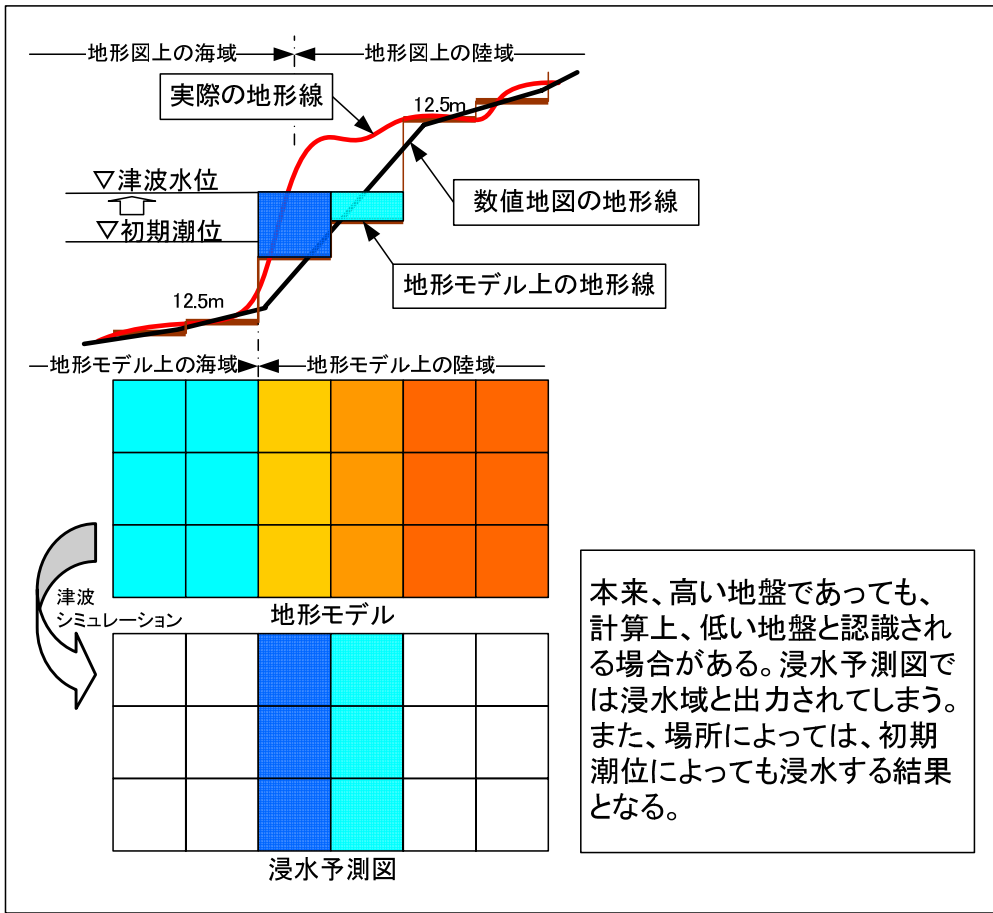 地形図上の海域
地形図上の陸域
実際の地形線
12.5m
▽津波水位
数値地図の地形線
▽初期潮位
地形モデル上の地形線
12.5m
地形モデル上の海域
地形モデル上の陸域
津波
シミュレーション
地形モデル
本来、高い地盤であっても、
計算上、低い地盤と認識され
る場合がある。浸水予測図で
は浸水域と出力されてしまう。
また、場所によっては、初期
潮位によっても浸水する結果
となる。
浸水予測図